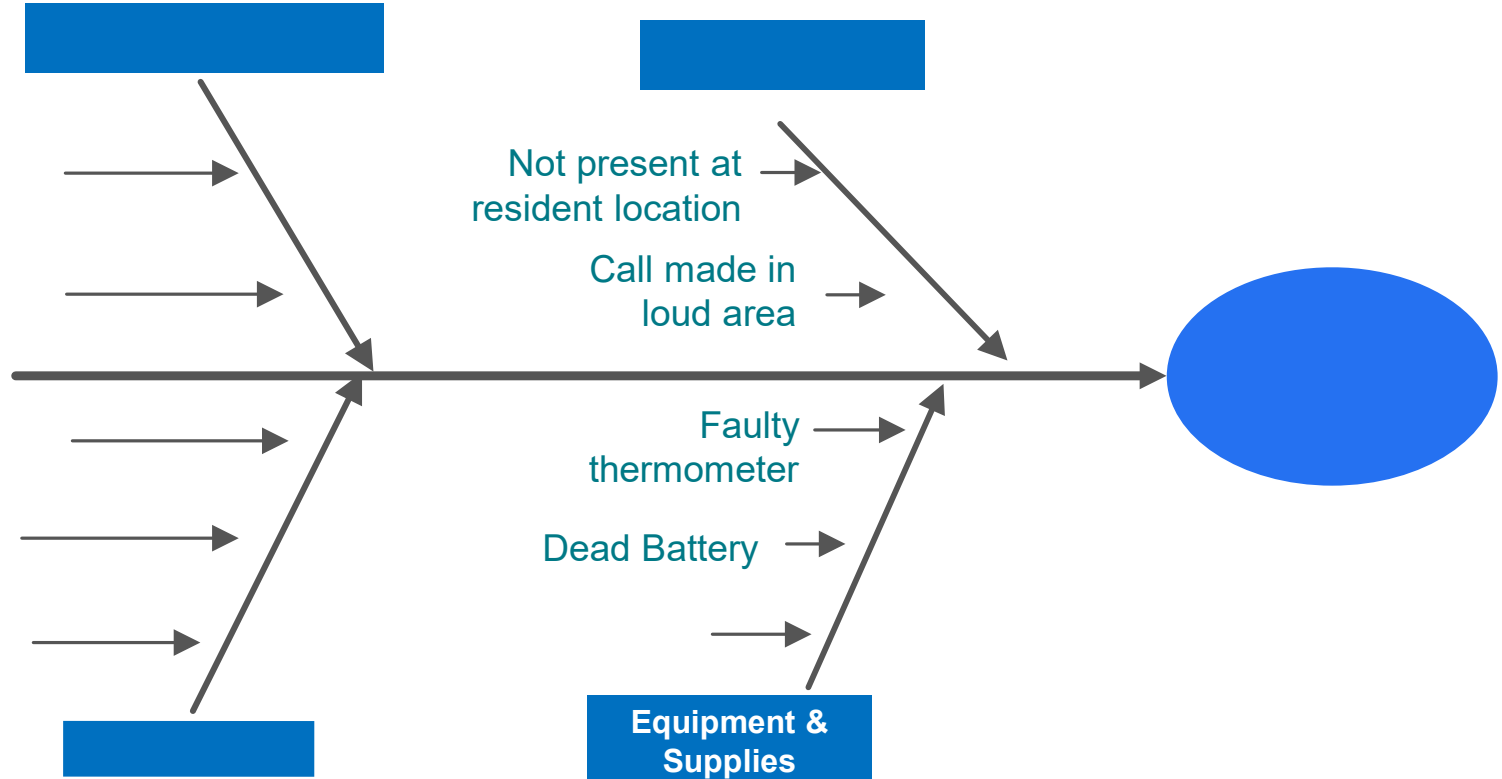 Not present at
resident location
Call made in
loud area
Faulty
thermometer
Dead Battery
Equipment &
Supplies